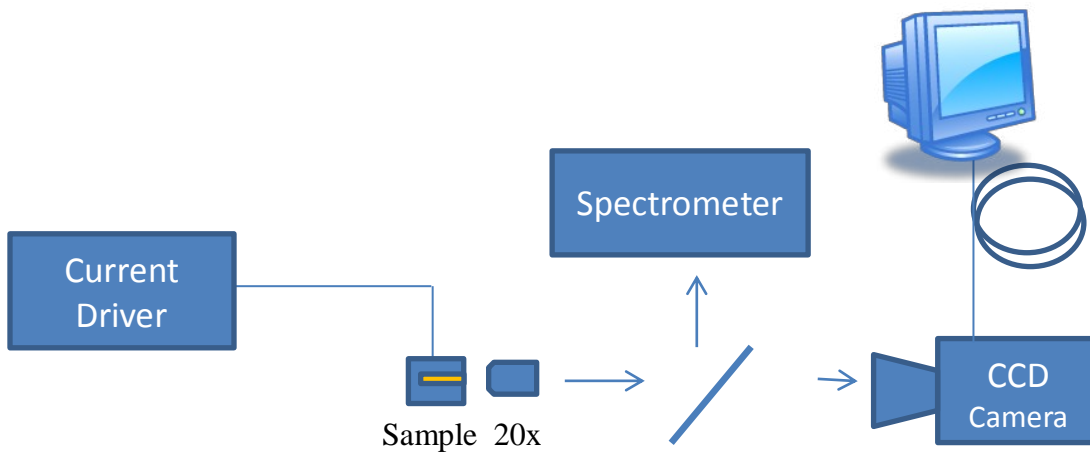 Spectrometer
Current
Driver
CCD
Camera
Sample 20x